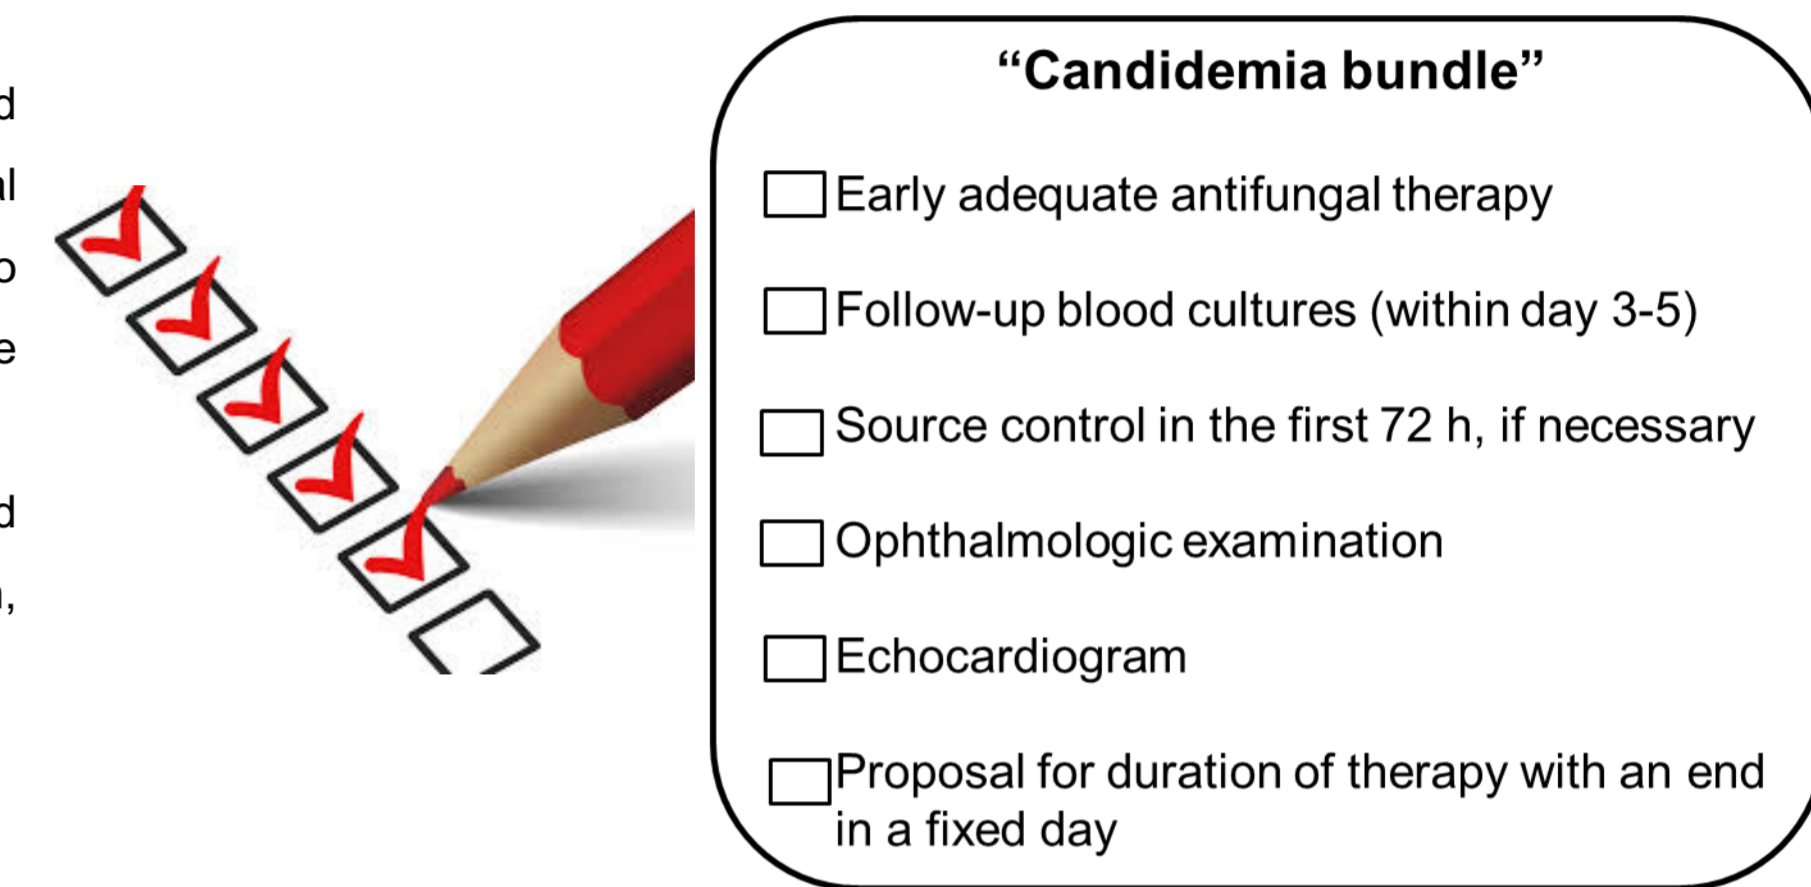 d
al
o
e
d
,
“Candidemia bundle”
Early adequate antifungal therapy
Follow-up blood cultures (within day 3-5)
Source control in the first 72 h, if necessary
Ophthalmologic examination
Echocardiogram
Proposal for duration of therapy with an end
in a fixed day